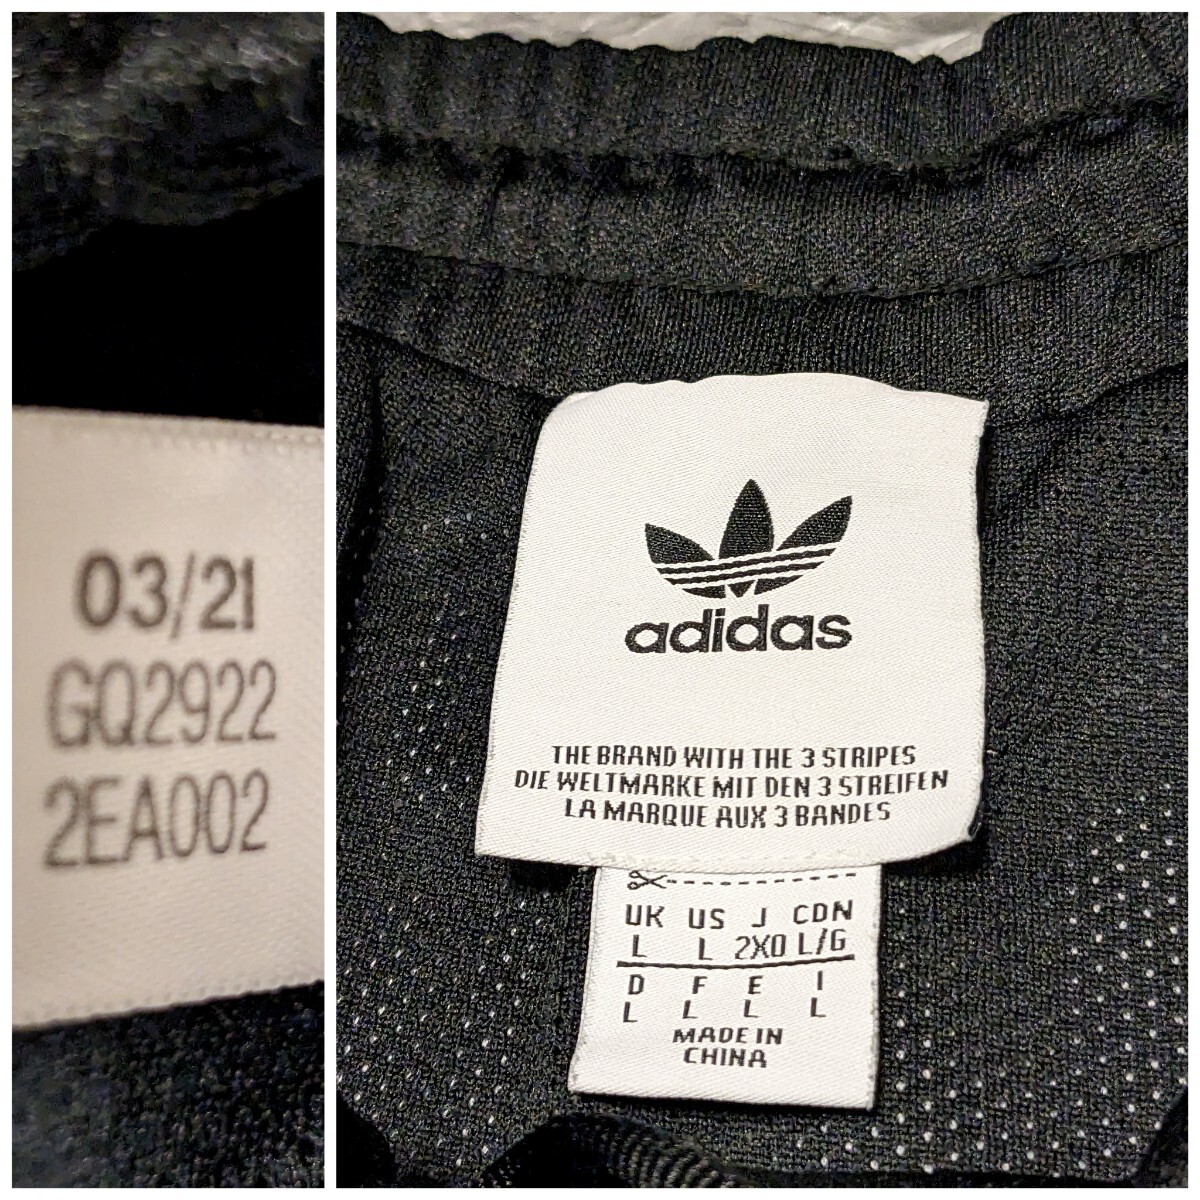 03/21
GQ2922
2EA002
adidas
THE BRAND WITH THE 3 STRIPES
DIE WELTMARKE MIT DEN 3 STREIFEN
LA MARQUE AUX 3 BANDES
UK US J CDN
L L 2XO L/G
D F E I
L L L L
MADE IN
CHINA